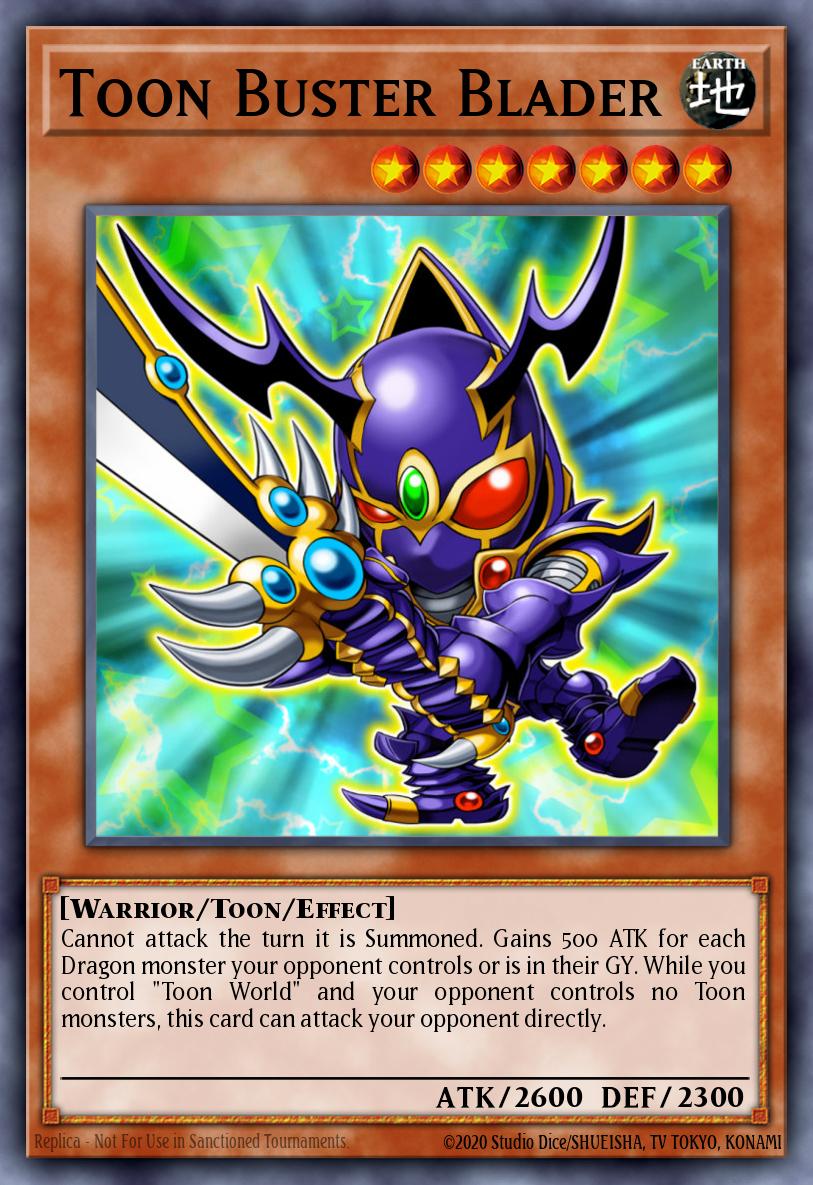 Toon Buster Blader
EARTH
地
[Warrior/Toon/Effect]
Cannot attack the turn it is Summoned. Gains 500 ATK for each
Dragon monster your opponent controls or is in their GY. While you
control "Toon World" and your opponent controls no Toon
monsters, this card can attack your opponent directly.
ATK/2600 DEF/2300
Replica - Not For Use in Sanctioned Tournaments.
©2020 Studio Dice/SHUEISHA, TV TOKYO, KONAMI